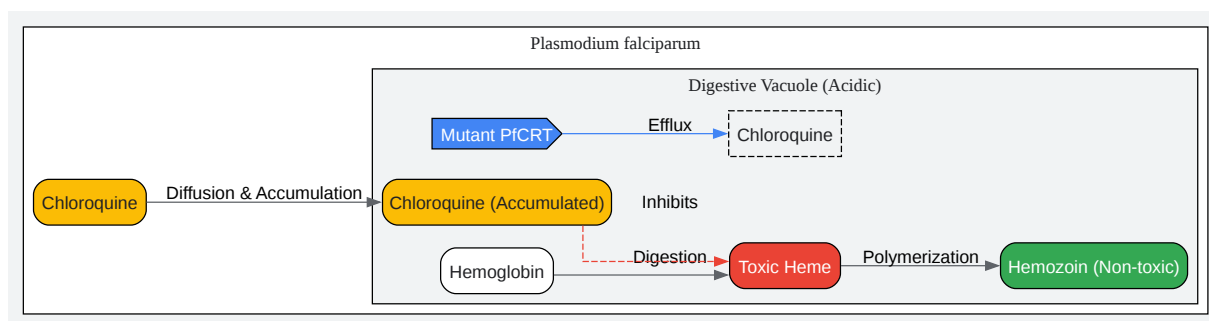 Plasmodium falciparum
Digestive Vacuole (Acidic)
Mutant PfCRT
Efflux
Chloroquine
Chloroquine
Diffusion & Accumulation
Chloroquine (Accumulated)
Inhibits
Hemoglobin
Digestion
Toxic Heme
Polymerization
Hemozoin (Non-toxic)